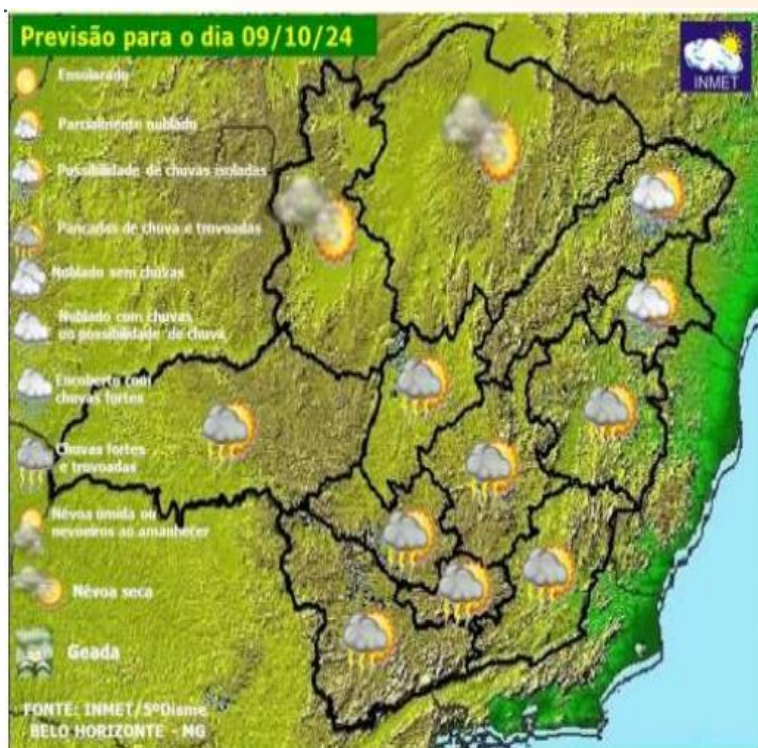 Previsão para o dia 09/10/24
INMET
Ensolarado
Parcialmente nublado
Possibilidade de chuvas isoladas
Pancadas de chuva e trovoadas
Nublado sem chuvas
Nublado com chuvas
ou possibilidade de chuva
Encoberto com
chuvas fortes
Chuvas fortes
e trovoadas
Névoa úmida ou
nevoeiros ao amanhecer
Névoa seca
Geada
FONTE: INMET/5ºDisme
BELO HORIZONTE - MG